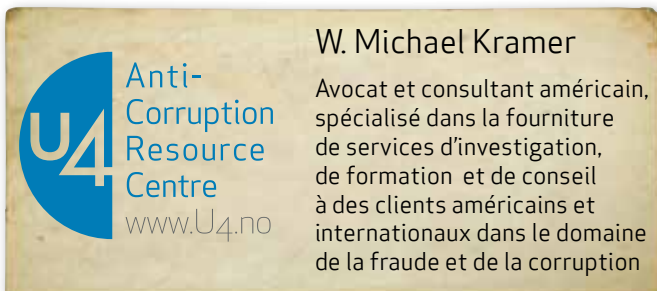 U4
Anti-
Corruption
Resource
Centre
www.U4.no
W. Michael Kramer
Avocat et consultant américain,
spécialisé dans la fourniture
de services d'investigation,
de formation et de conseil
à des clients américains et
internationaux dans le domaine
de la fraude et de la corruption